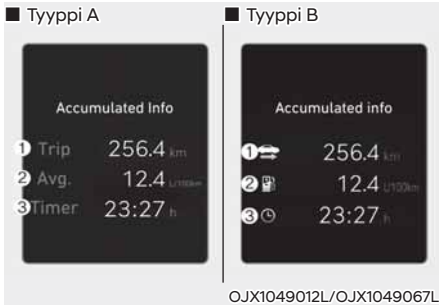 ■ Tyyppi A
■ Tyyppi B
Accumulated Info
1 Trip 256.4 km
2 Avg. 12.4 L/100km
3 Timer 23:27 h
Accumulated info
1 256.4 km
2 12.4 L/100km
3 23:27 h
OJX1049012L/OJX1049067L